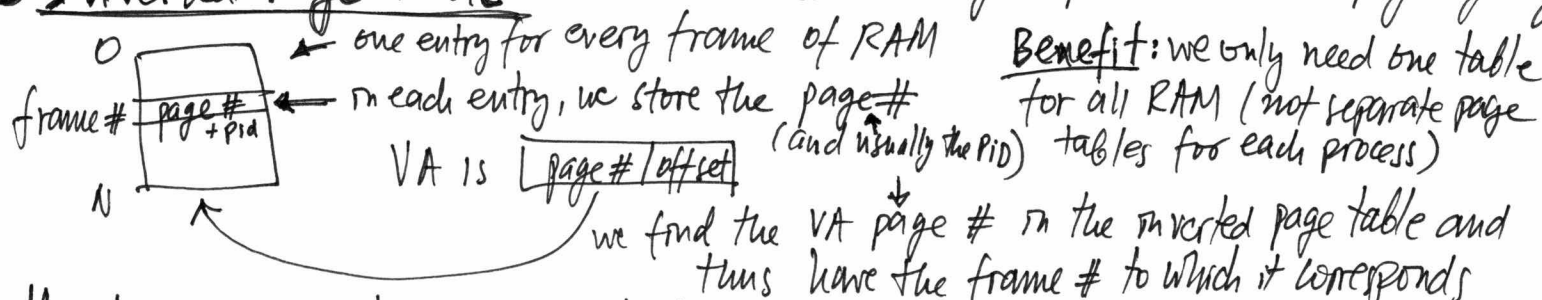 Inverted Page
O
one entry for every frame of RAM
frame #
page #
+ pid
in each entry, we store the page #
(and usually the PID)
VA is
page # / offset
N
we find the VA page # in the inverted page table and
thus have the frame # to which it corresponds
Benefit: we only need one table
for all RAM (not separate page
tables for each process)